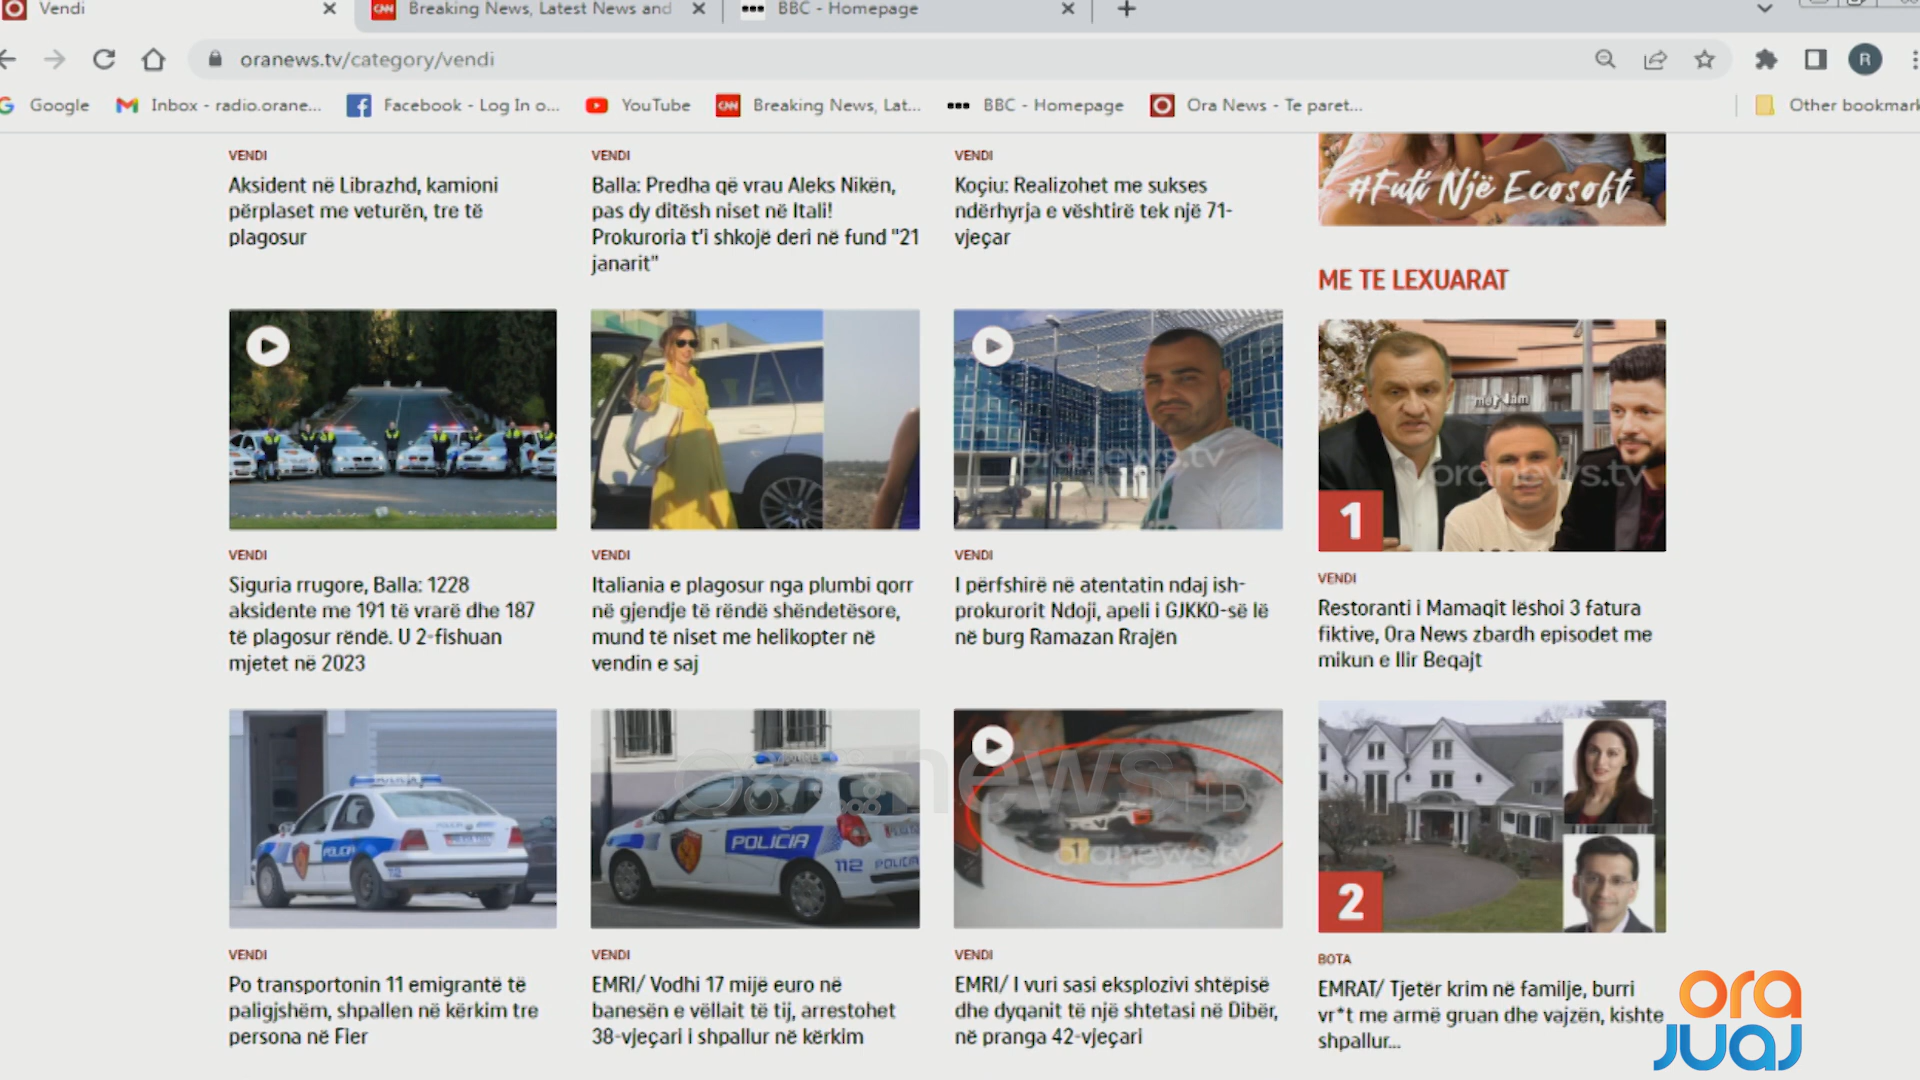 Vendi
Breaking News, Latest News and
BBC - Homepage
oranews.tv/category/vendi
R
Google
Inbox - radio.orane...
Facebook - Log In o...
YouTube
CNN
Breaking News, Lat...
BBC - Homepage
Ora News - Te paret...
Other bookmark
VENDI
Aksident në Librazhd, kamioni
përplaset me veturën, tre të
plagosur
VENDI
Balla: Predha që vrau Aleks Nikën,
pas dy ditësh niset në Itali!
Prokuroria t'i shkojë deri në fund "21
janarit"
VENDI
Koçiu: Realizohet me sukses
ndërhyrja e vështirë tek një 71-
vjeçar
#Futi Një Ecosoft
ME TE LEXUARAT
VENDI
Siguria rrugore, Balla: 1228
aksidente me 191 të vrarë dhe 187
të plagosur rëndë. U 2-fishuan
mjetet në 2023
VENDI
Italiania e plagosur nga plumbi qorr
në gjendje të rëndë shëndetësore,
mund të niset me helikopter në
vendin e saj
oranews.tv
VENDI
I përfshirë në atentatin ndaj ish-
prokurorit Ndoji, apeli i GJKKO-së lë
në burg Ramazan Rrajën
oranews.tv
1
VENDI
Restoranti i Mamaqit lëshoi 3 fatura
fiktive, Ora News zbardh episodet me
mikun e Ilir Beqajt
POLICIA
VENDI
Po transportonin 11 emigrantë të
paligjshëm, shpallen në kërkim tre
persona në Fier
POLICIA
112
POLICIA
VENDI
EMRI/ Vodhi 17 mijë euro në
banesën e vëllait të tij, arrestohet
38-vjeçari i shpallur në kërkim
ora news HD
1
oranews.tv
VENDI
EMRI/ I vuri sasi eksplozivi shtëpisë
dhe dyqanit të një shtetasi në Dibër,
në pranga 42-vjeçari
2
BOTA
EMRAT/ Tjetër krim në familje, burri
vr*t me armë gruan dhe vajzën, kishte
shpallur...
ora
JUAJ